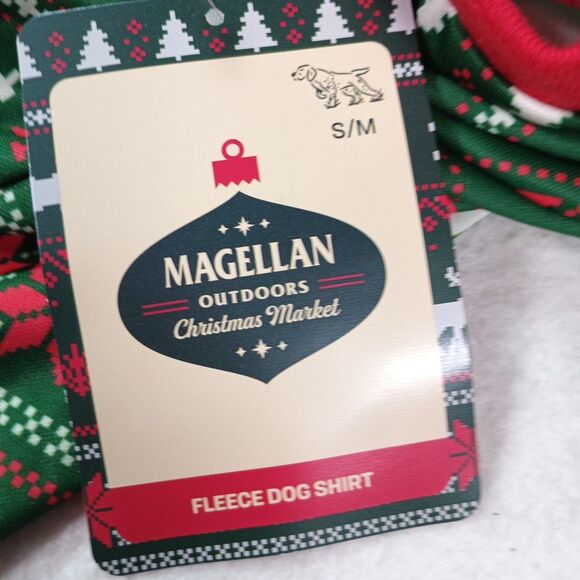 S/M
MAGELLAN
OUTDOORS
Christmas Market
FLEECE DOG SHIRT